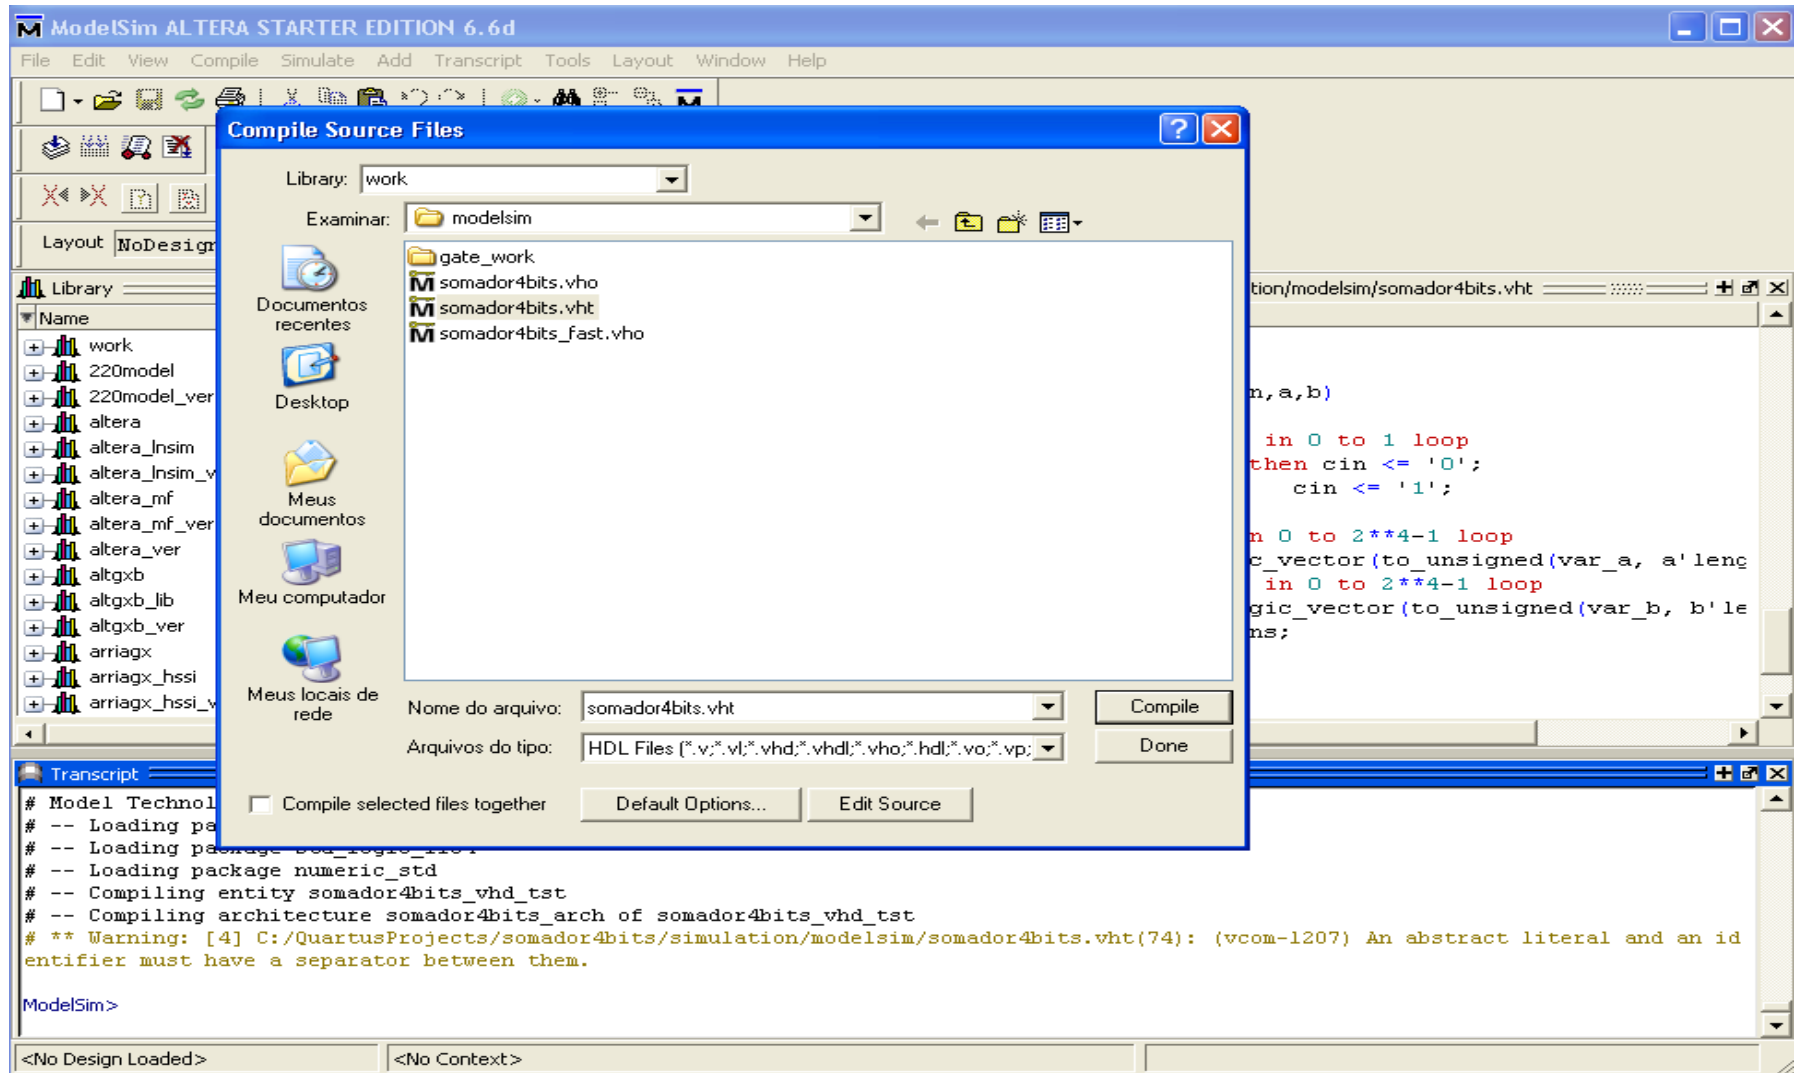 ModelSim ALTERA STARTER EDITION 6.6d
File Edit View Compile Simulate Add Transcript Tools Layout Window Help
Compile Source Files
Library: work
Examinar: modelsim
Layout NoDesign
gate_work
somador4bits.vho
somador4bits.vht
somador4bits_fast.vho
Documentos recentes
Desktop
Meus documentos
Meu computador
Meus locais de rede
Nome do arquivo: somador4bits.vht
Compile
Arquivos do tipo: HDL Files (*.v;*.vl;*.vhd;*.vhdl;*.vho;*.hdl;*.vo;*.vp;
Done
Compile selected files together
Default Options...
Edit Source
Library
Name
work
220model
220model_ver
altera
altera_lnsim
altera_lnsim_v
altera_mf
altera_mf_ver
altera_ver
altgxb
altgxb_lib
altgxb_ver
arriagx
arriagx_hssi
arriagx_hssi_v
tion/modelsim/somador4bits.vht
n,a,b)
in 0 to 1 loop
then cin <= '0';
cin <= '1';
n 0 to 2**4-1 loop
c_vector(to_unsigned(var_a, a'leng
in 0 to 2**4-1 loop
gic_vector(to_unsigned(var_b, b'le
ns;
Transcript
# Model Technol
# -- Loading pa
# -- Loading package
# -- Loading package numeric_std
# -- Compiling entity somador4bits_vhd_tst
# -- Compiling architecture somador4bits_arch of somador4bits_vhd_tst
# ** Warning: [4] C:/QuartusProjects/somador4bits/simulation/modelsim/somador4bits.vht(74): (vcom-1207) An abstract literal and an id
entifier must have a separator between them.
ModelSim>
<No Design Loaded>
<No Context>